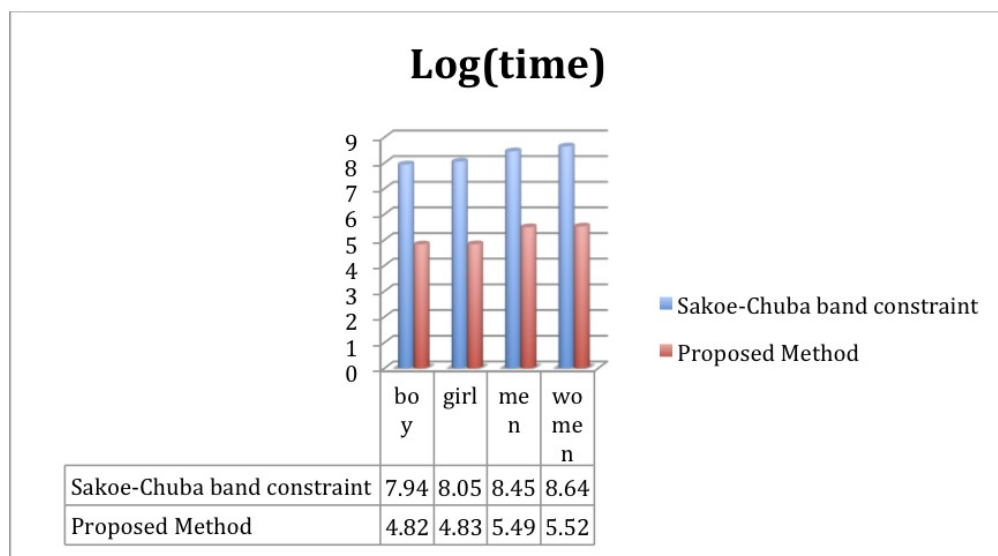 Log(time)
9
8
7
6
5
4
3
2
1
0
bo
y
girl
me
n
wo
me
n
Sakoe-Chuba band constraint
Proposed Method
Sakoe-Chuba band constraint 7.94 8.05 8.45 8.64
Proposed Method 4.82 4.83 5.49 5.52